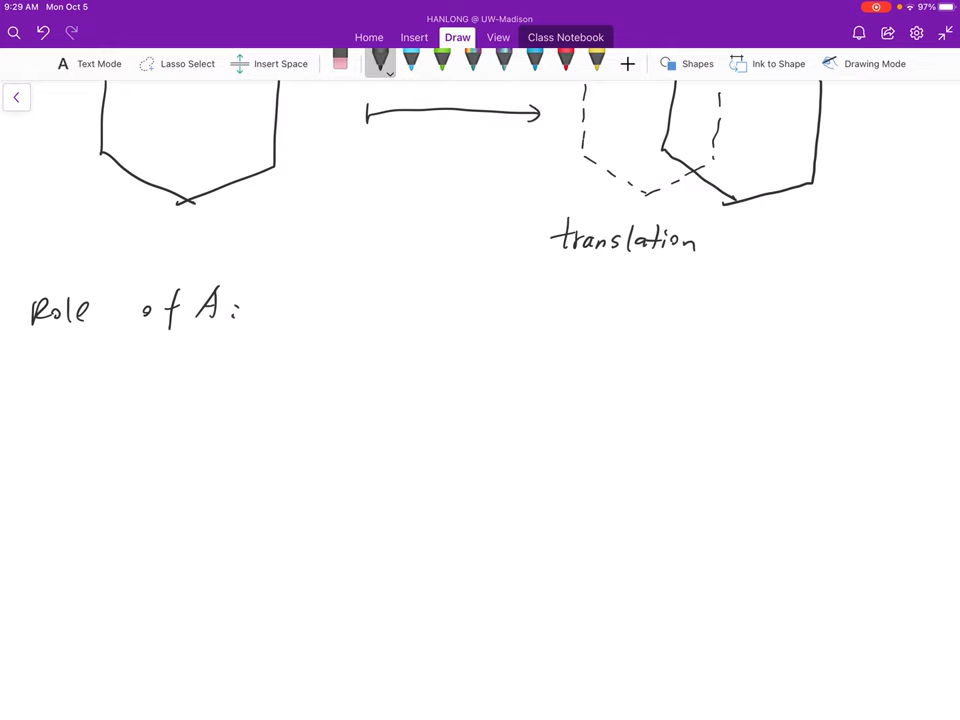 9:29 AM Mon Oct 5
97%
HANLONG @ UW-Madison
Home Insert Draw View Class Notebook
A Text Mode Lasso Select Insert Space Shapes Ink to Shape Drawing Mode
translation
Role of A: